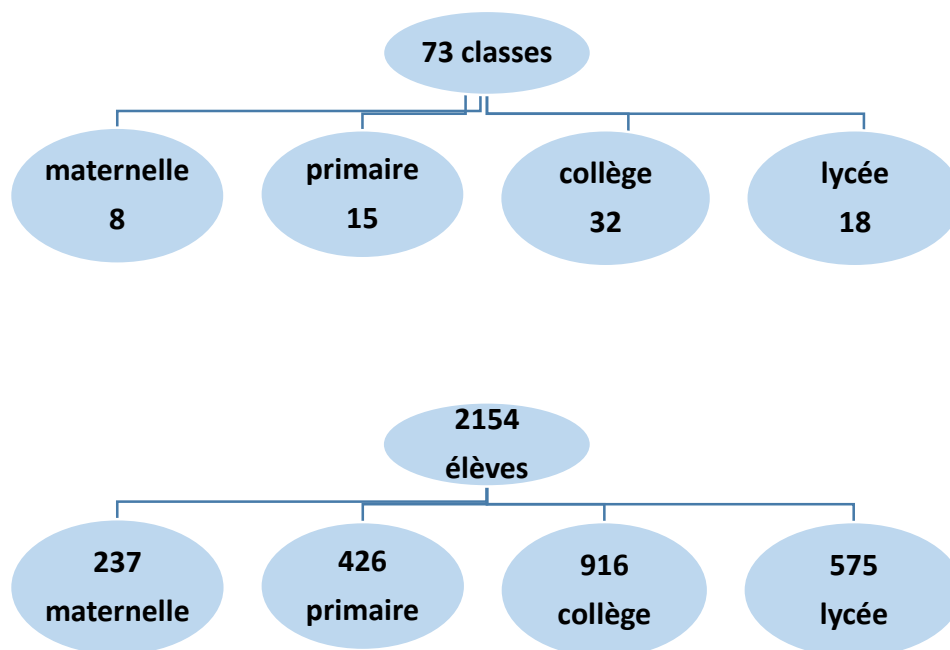 73 classes
maternelle
8
primaire
15
collège
32
lycée
18
2154
élèves
237
maternelle
426
primaire
916
collège
575
lycée